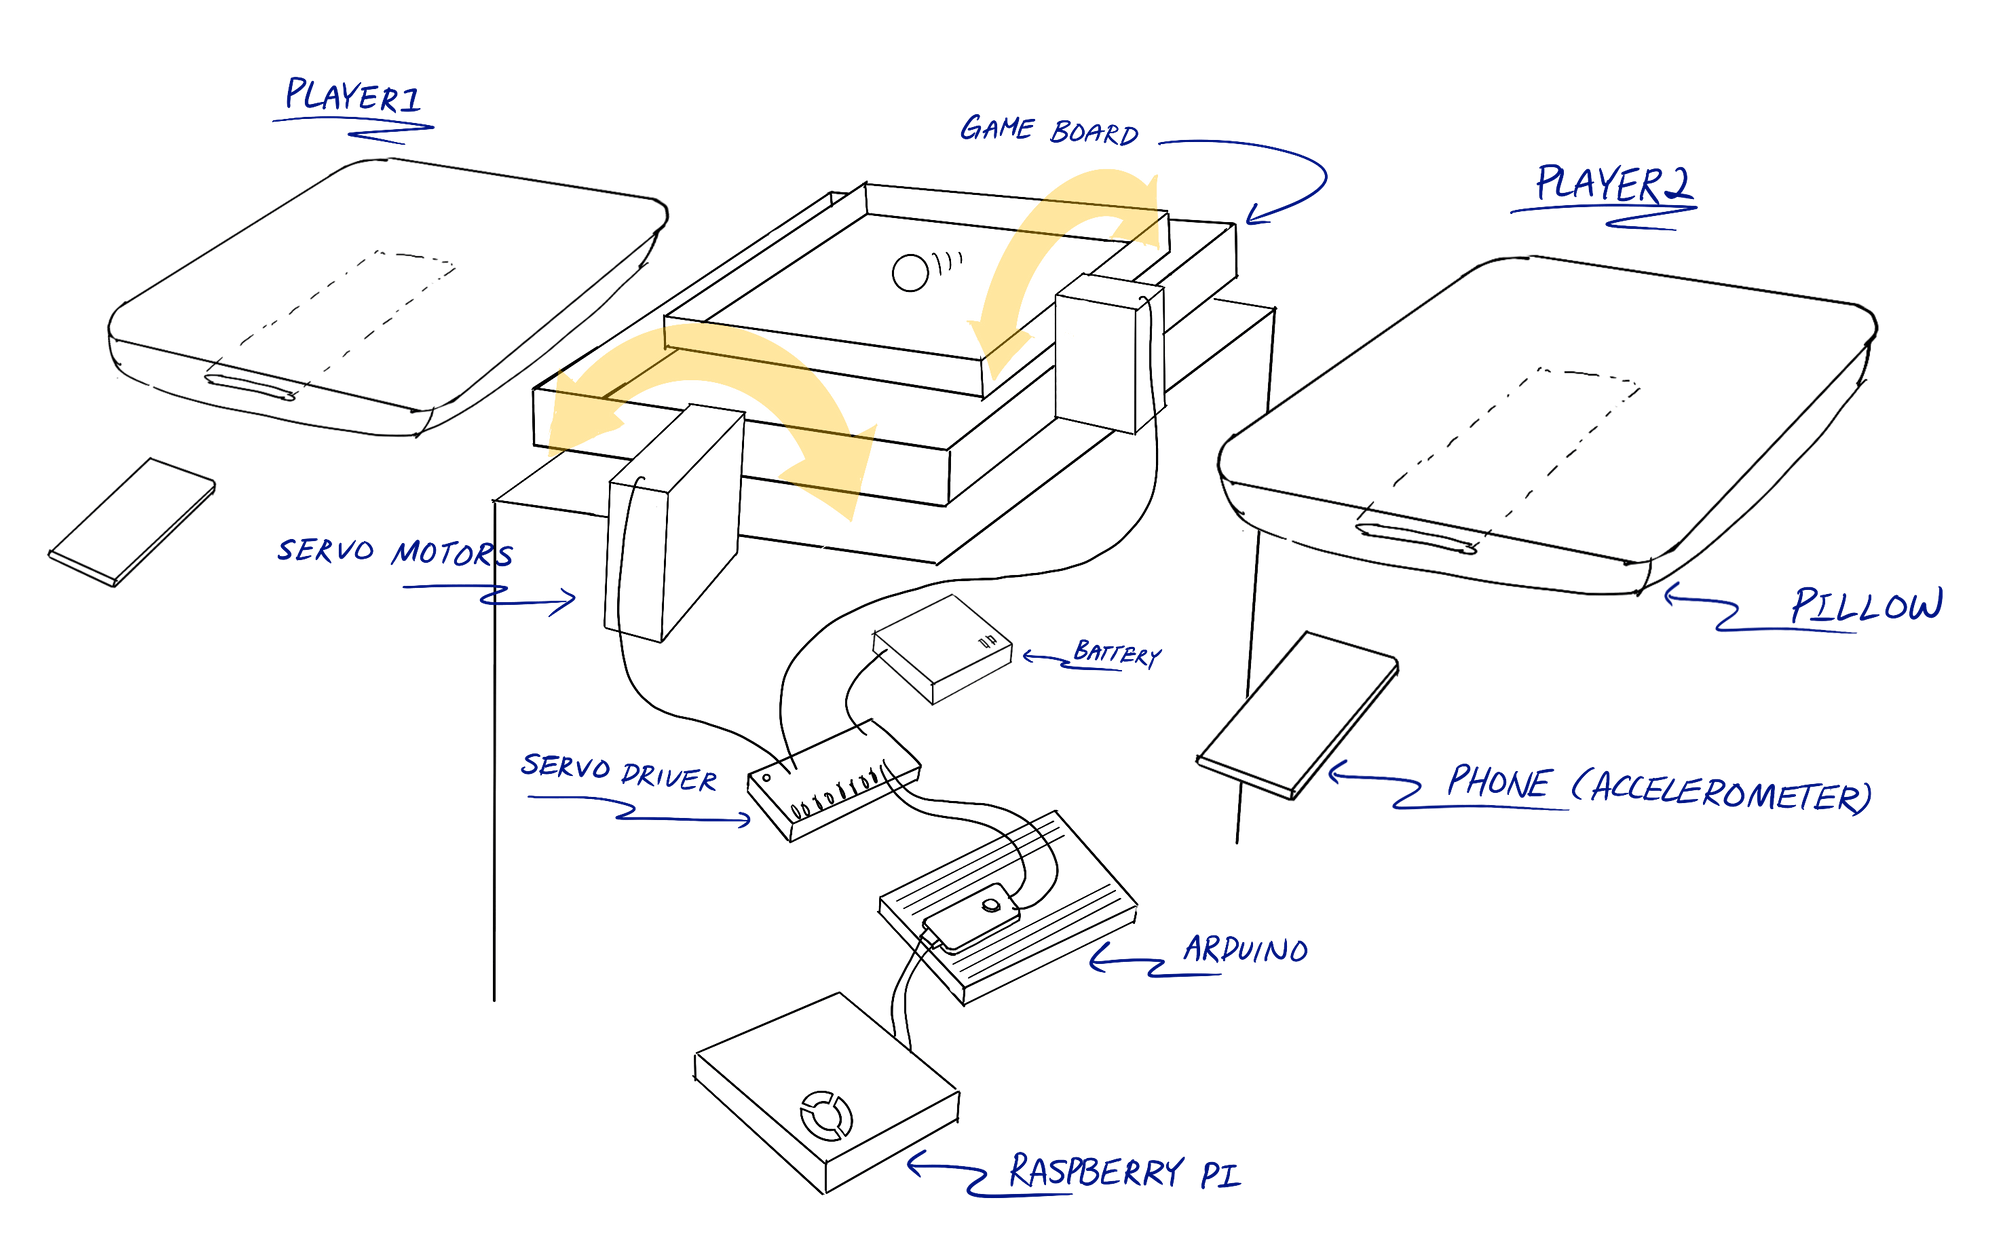 PLAYER1
GAME BOARD
PLAYER2
SERVO MOTORS
PILLOW
BATTERY
SERVO DRIVER
PHONE (ACCELEROMETER)
ARDUINO
RASPBERRY PI